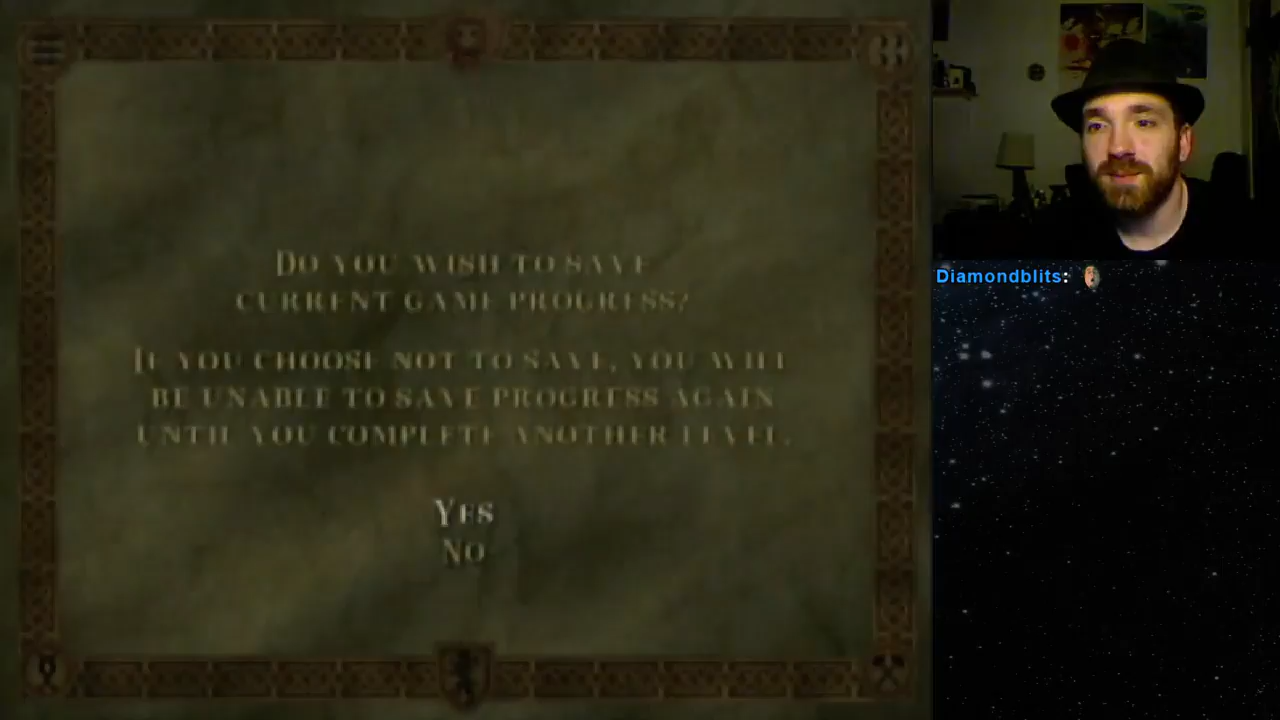 DO YOU WISH TO SAVE
CURRENT GAME PROGRESS?
IF YOU CHOOSE NOT TO SAVE, YOU WILL
BE UNABLE TO SAVE PROGRESS AGAIN
UNTIL YOU COMPLETE ANOTHER LEVEL.
YES
NO
Diamondblits: